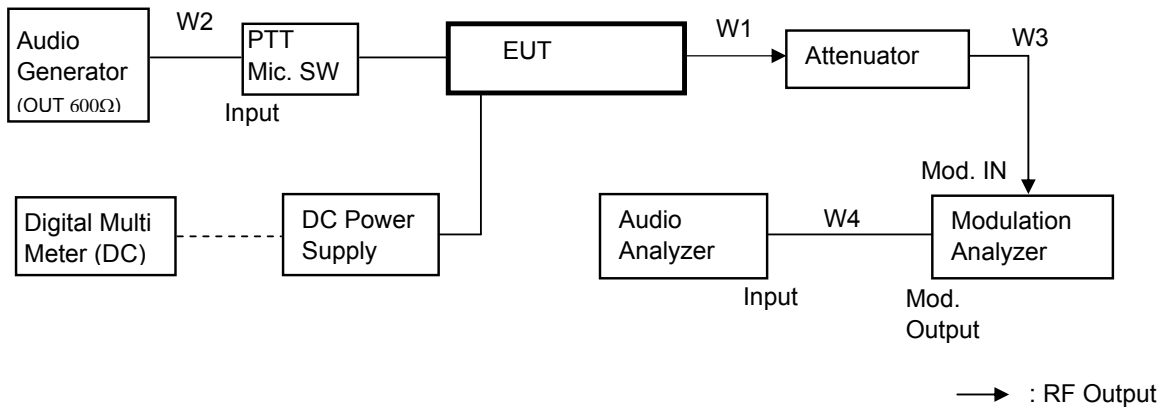 W2
Audio
Generator
(OUT 600Ω)
PTT
Mic. SW
Input
EUT
W1
Attenuator
W3
Mod. IN
Digital Multi
Meter (DC)
DC Power
Supply
Audio
Analyzer
Input
W4
Modulation
Analyzer
Mod.
Output
: RF Output